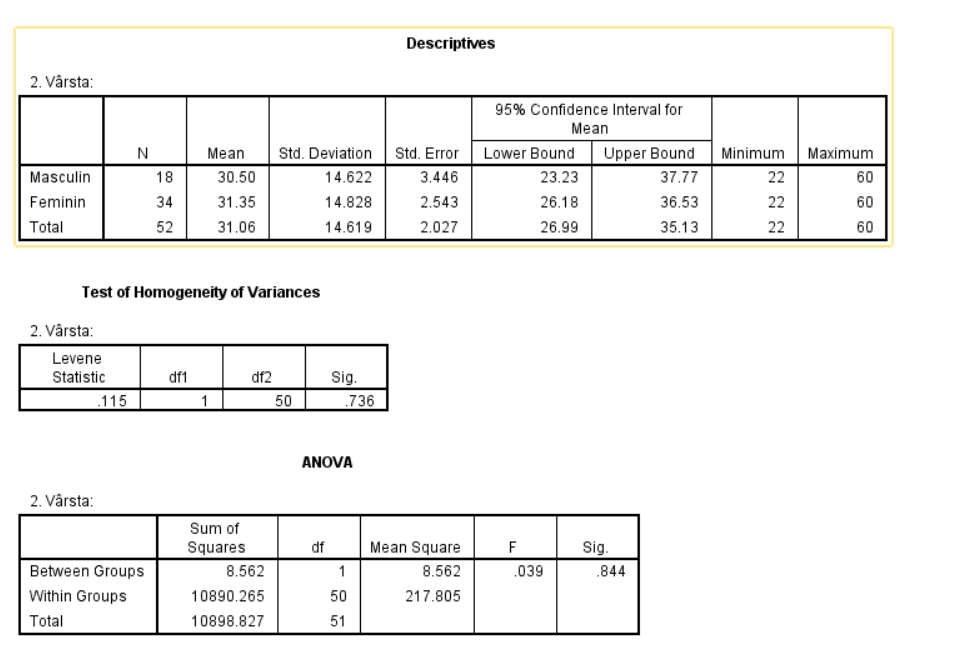 Descriptives
2. Vârsta:
95% Confidence Interval for
Mean
N Mean Std. Deviation Std. Error Lower Bound Upper Bound Minimum Maximum
Masculin 18 30.50 14.622 3.446 23.23 37.77 22 60
Feminin 34 31.35 14.828 2.543 26.18 36.53 22 60
Total 52 31.06 14.619 2.027 26.99 35.13 22 60
Test of Homogeneity of Variances
2. Vârsta:
Levene
Statistic df1 df2 Sig.
.115 1 50 .736
ANOVA
2. Vârsta:
Sum of
Squares df Mean Square F Sig.
Between Groups 8.562 1 8.562 .039 .844
Within Groups 10890.265 50 217.805
Total 10898.827 51